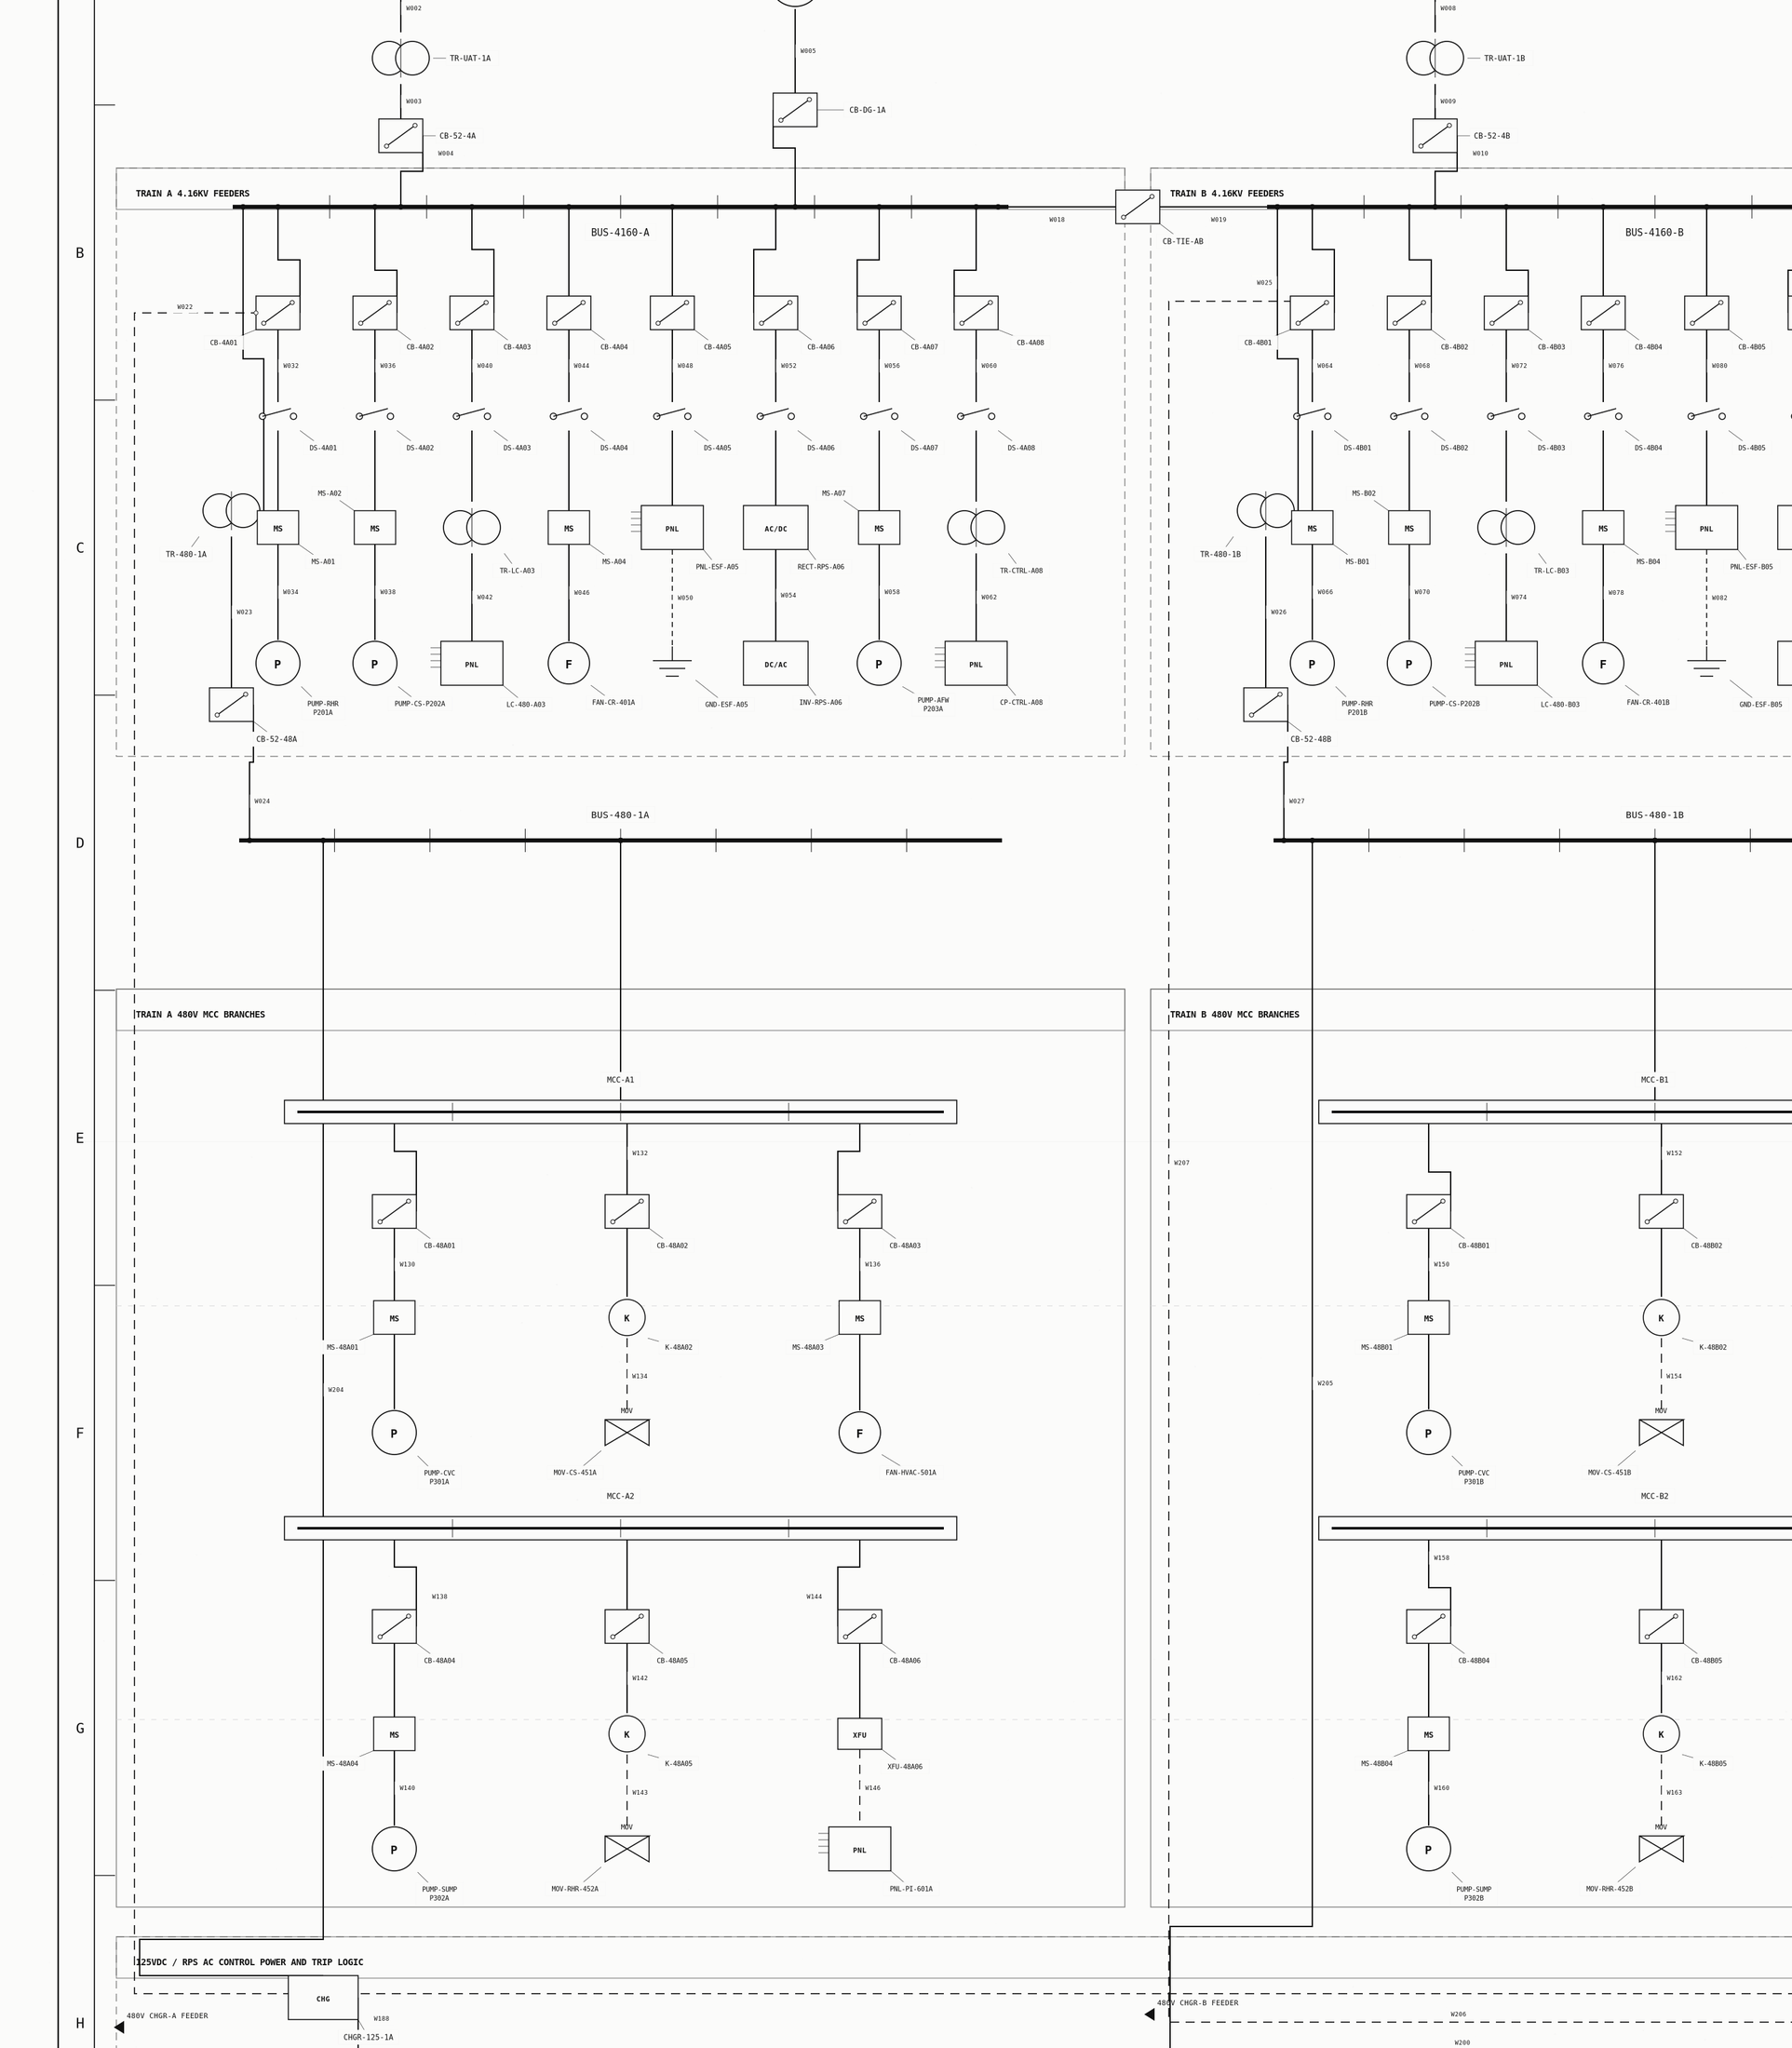 W002
W008
W005
TR-UAT-1A
TR-UAT-1B
W003
W009
CB-DG-1A
CB-52-4A
CB-52-4B
W004
W010
TRAIN A 4.16KV FEEDERS
TRAIN B 4.16KV FEEDERS
W018
W019
B
BUS-4160-A
CB-TIE-AB
BUS-4160-B
W022
W025
CB-4A01
CB-4A02
CB-4A03
CB-4A04
CB-4A05
CB-4A06
CB-4A07
CB-4A08
CB-4B01
CB-4B02
CB-4B03
CB-4B04
CB-4B05
W032
W036
W040
W044
W048
W052
W056
W060
W064
W068
W072
W076
W080
DS-4A01
DS-4A02
DS-4A03
DS-4A04
DS-4A05
DS-4A06
DS-4A07
DS-4A08
DS-4B01
DS-4B02
DS-4B03
DS-4B04
DS-4B05
MS-A02
MS-A07
MS-B02
MS
MS
MS
PNL
AC/DC
MS
MS
MS
MS
PNL
C
TR-480-1A
MS-A01
TR-LC-A03
MS-A04
PNL-ESF-A05
RECT-RPS-A06
TR-CTRL-A08
TR-480-1B
MS-B01
TR-LC-B03
MS-B04
PNL-ESF-B05
W034
W038
W042
W046
W050
W054
W058
W062
W066
W070
W074
W078
W082
W023
W026
P
P
PNL
F
DC/AC
P
PNL
P
P
PNL
F
PUMP-RHR
P201A
PUMP-CS-P202A
LC-480-A03
FAN-CR-401A
GND-ESF-A05
INV-RPS-A06
PUMP-AFW
P203A
CP-CTRL-A08
PUMP-RHR
P201B
PUMP-CS-P202B
LC-480-B03
FAN-CR-401B
GND-ESF-B05
CB-52-48A
CB-52-48B
W024
W027
BUS-480-1A
BUS-480-1B
D
TRAIN A 480V MCC BRANCHES
TRAIN B 480V MCC BRANCHES
MCC-A1
MCC-B1
E
W132
W152
W207
CB-48A01
CB-48A02
CB-48A03
CB-48B01
CB-48B02
W130
W136
W150
MS
K
MS
MS
K
MS-48A01
K-48A02
MS-48A03
MS-48B01
K-48B02
W134
W154
W204
W205
MOV
MOV
F
P
F
P
PUMP-CVC
P301A
MOV-CS-451A
FAN-HVAC-501A
PUMP-CVC
P301B
MOV-CS-451B
MCC-A2
MCC-B2
W158
W138
W144
CB-48A04
CB-48A05
CB-48A06
CB-48B04
CB-48B05
W142
W162
G
MS
K
XFU
MS
K
MS-48A04
K-48A05
XFU-48A06
MS-48B04
K-48B05
W140
W143
W146
W160
W163
MOV
MOV
P
PNL
P
PUMP-SUMP
P302A
MOV-RHR-452A
PNL-PI-601A
PUMP-SUMP
P302B
MOV-RHR-452B
125VDC / RPS AC CONTROL POWER AND TRIP LOGIC
CHG
480V CHGR-A FEEDER
480V CHGR-B FEEDER
W188
W206
H
CHGR-125-1A
W200